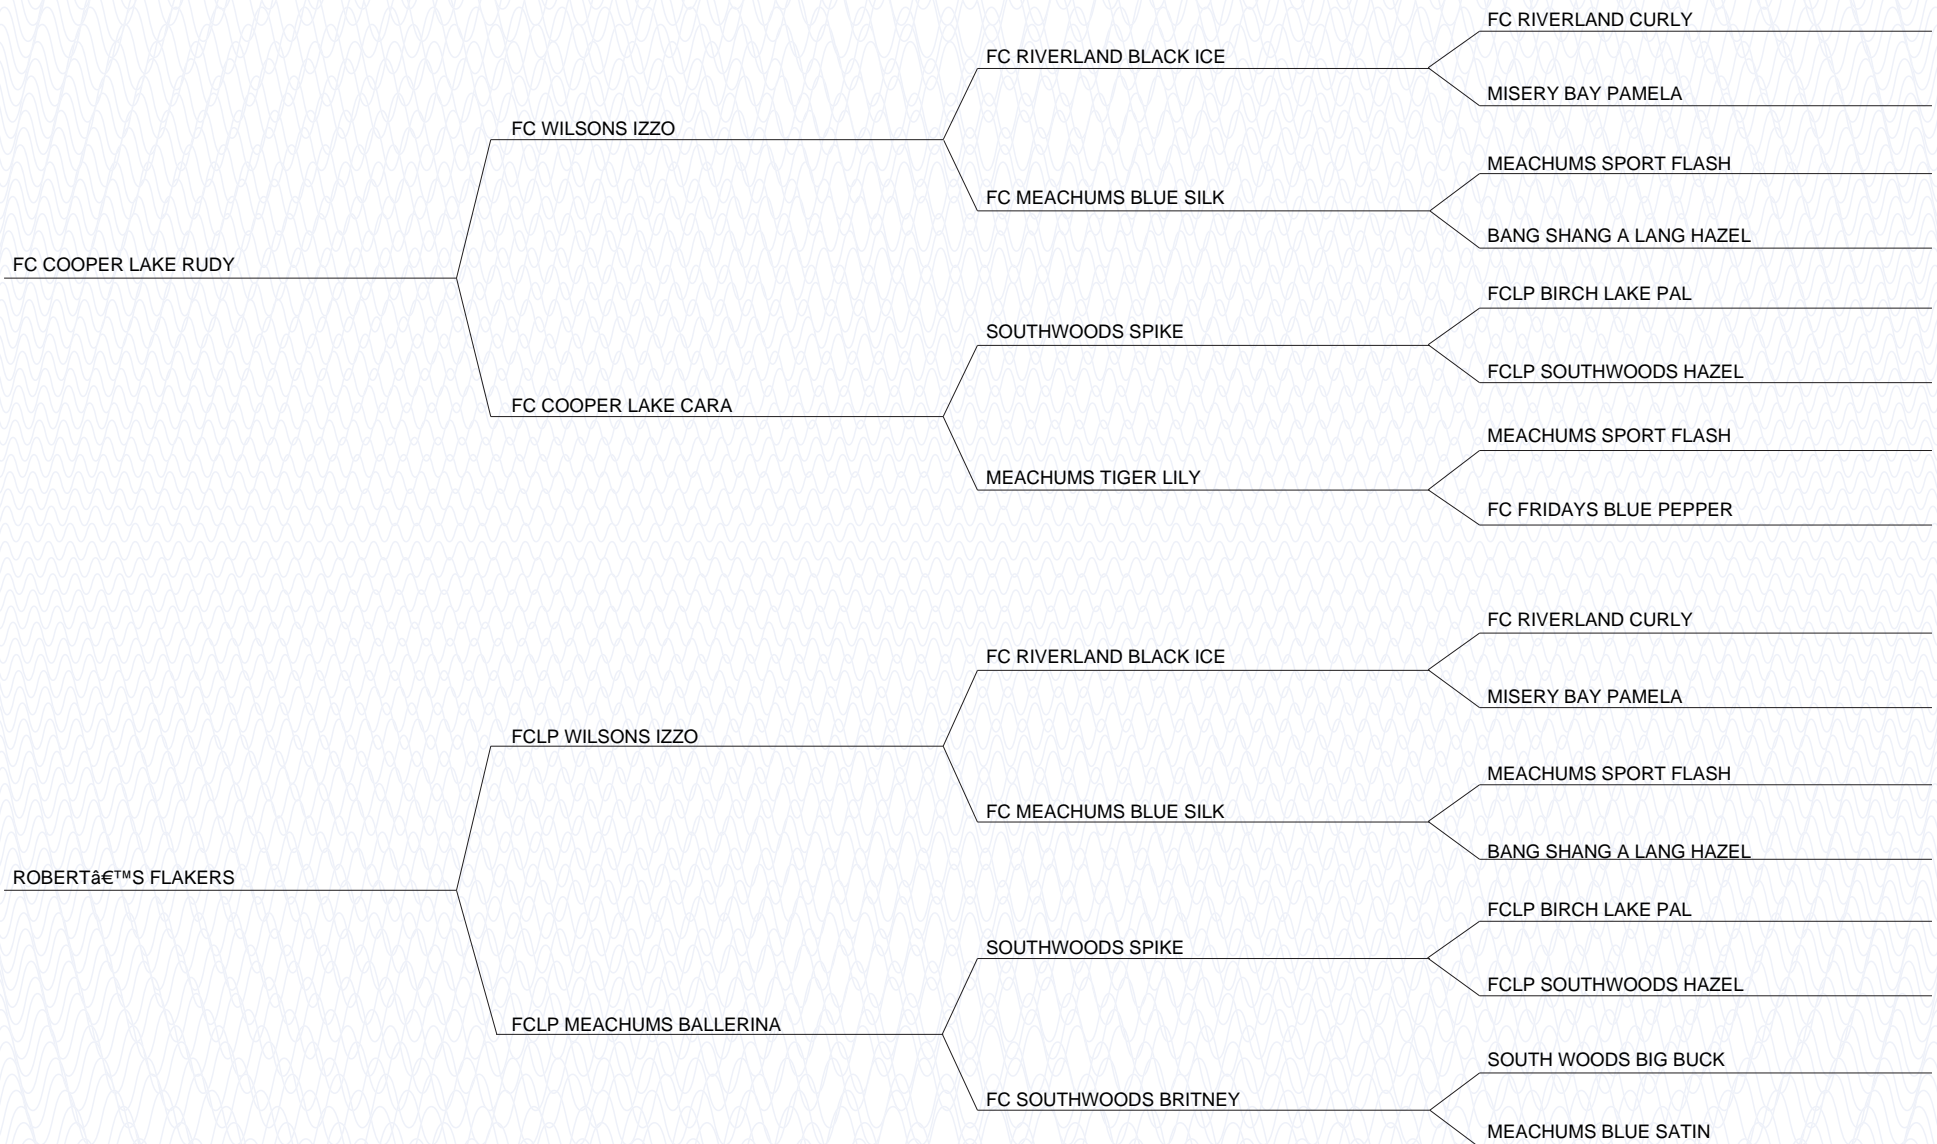 FC RIVERLAND CURLY
FC RIVERLAND BLACK ICE
MISERY BAY PAMELA
FC WILSONS IZZO
MEACHUMS SPORT FLASH
FC MEACHUMS BLUE SILK
BANG SHANG A LANG HAZEL
FC COOPER LAKE RUDY
FCLP BIRCH LAKE PAL
SOUTHWOODS SPIKE
FCLP SOUTHWOODS HAZEL
FC COOPER LAKE CARA
MEACHUMS SPORT FLASH
MEACHUMS TIGER LILY
FC FRIDAYS BLUE PEPPER
FC RIVERLAND CURLY
FC RIVERLAND BLACK ICE
MISERY BAY PAMELA
FCLP WILSONS IZZO
MEACHUMS SPORT FLASH
FC MEACHUMS BLUE SILK
BANG SHANG A LANG HAZEL
ROBERTâ€™S FLAKERS
FCLP BIRCH LAKE PAL
SOUTHWOODS SPIKE
FCLP SOUTHWOODS HAZEL
FCLP MEACHUMS BALLERINA
SOUTH WOODS BIG BUCK
FC SOUTHWOODS BRITNEY
MEACHUMS BLUE SATIN